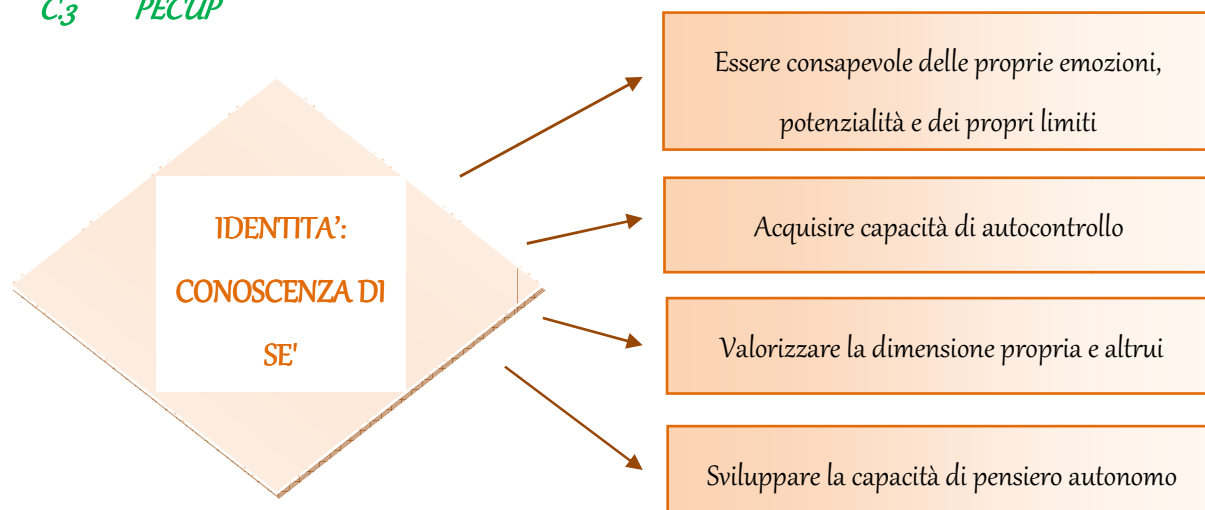 C.3 PECUP
IDENTITA’:
CONOSCENZA DI
SE'
Essere consapevole delle proprie emozioni,
potenzialità e dei propri limiti
Acquisire capacità di autocontrollo
Valorizzare la dimensione propria e altrui
Sviluppare la capacità di pensiero autonomo